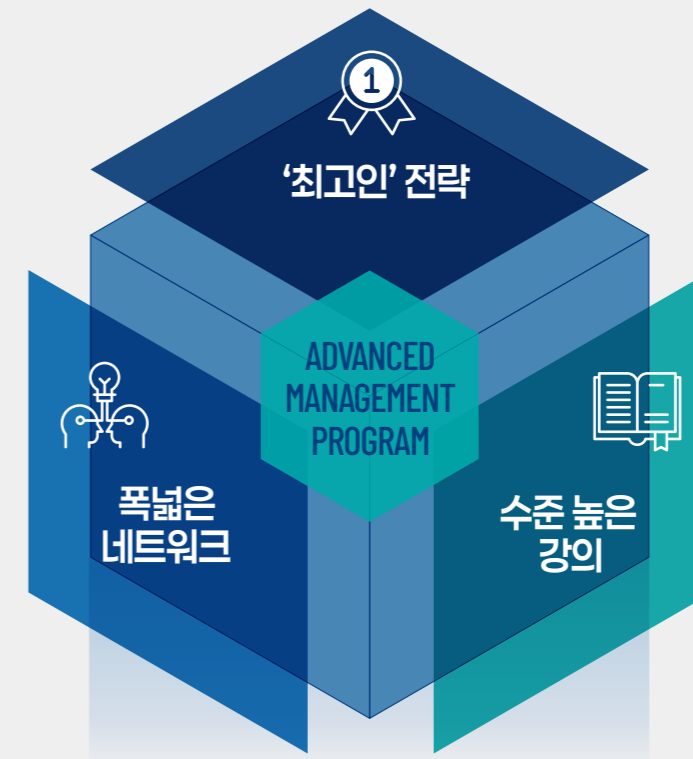 1
‘최고인’ 전략
ADVANCED
MANAGEMENT
PROGRAM
폭넓은
네트워크
수준 높은
강의